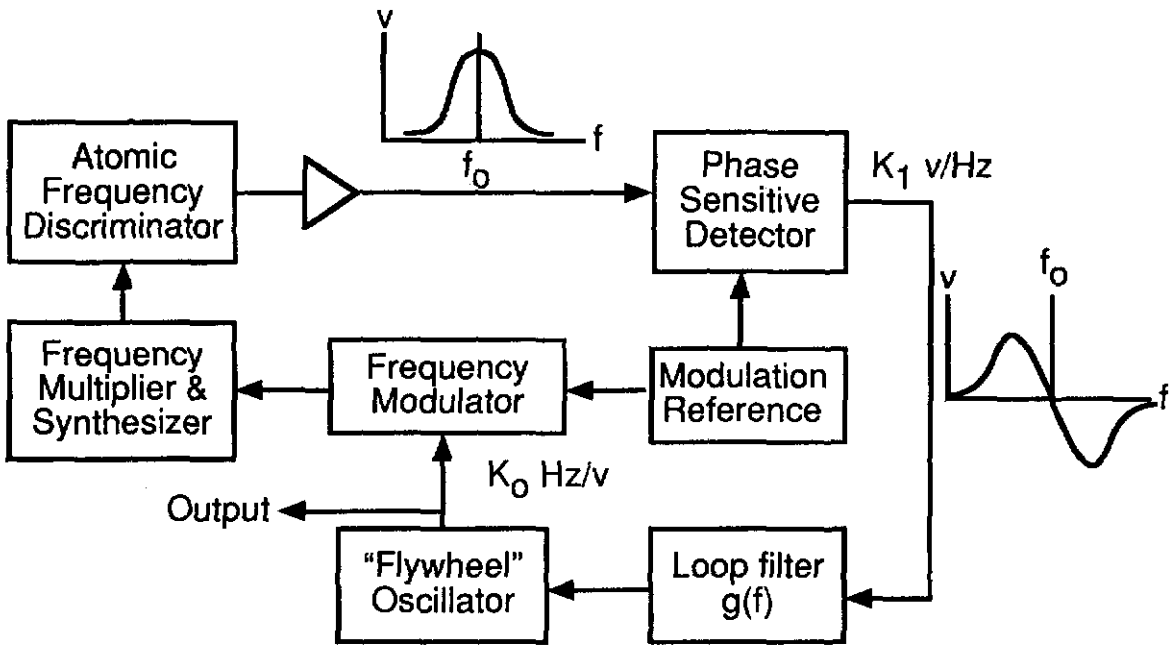 v
f
f₀
Atomic
Frequency
Discriminator
Phase
Sensitive
Detector
K₁ v/Hz
v
f₀
f
Frequency
Multiplier &
Synthesizer
Frequency
Modulator
Modulation
Reference
K₀ Hz/v
Output
“Flywheel”
Oscillator
Loop filter
g(f)